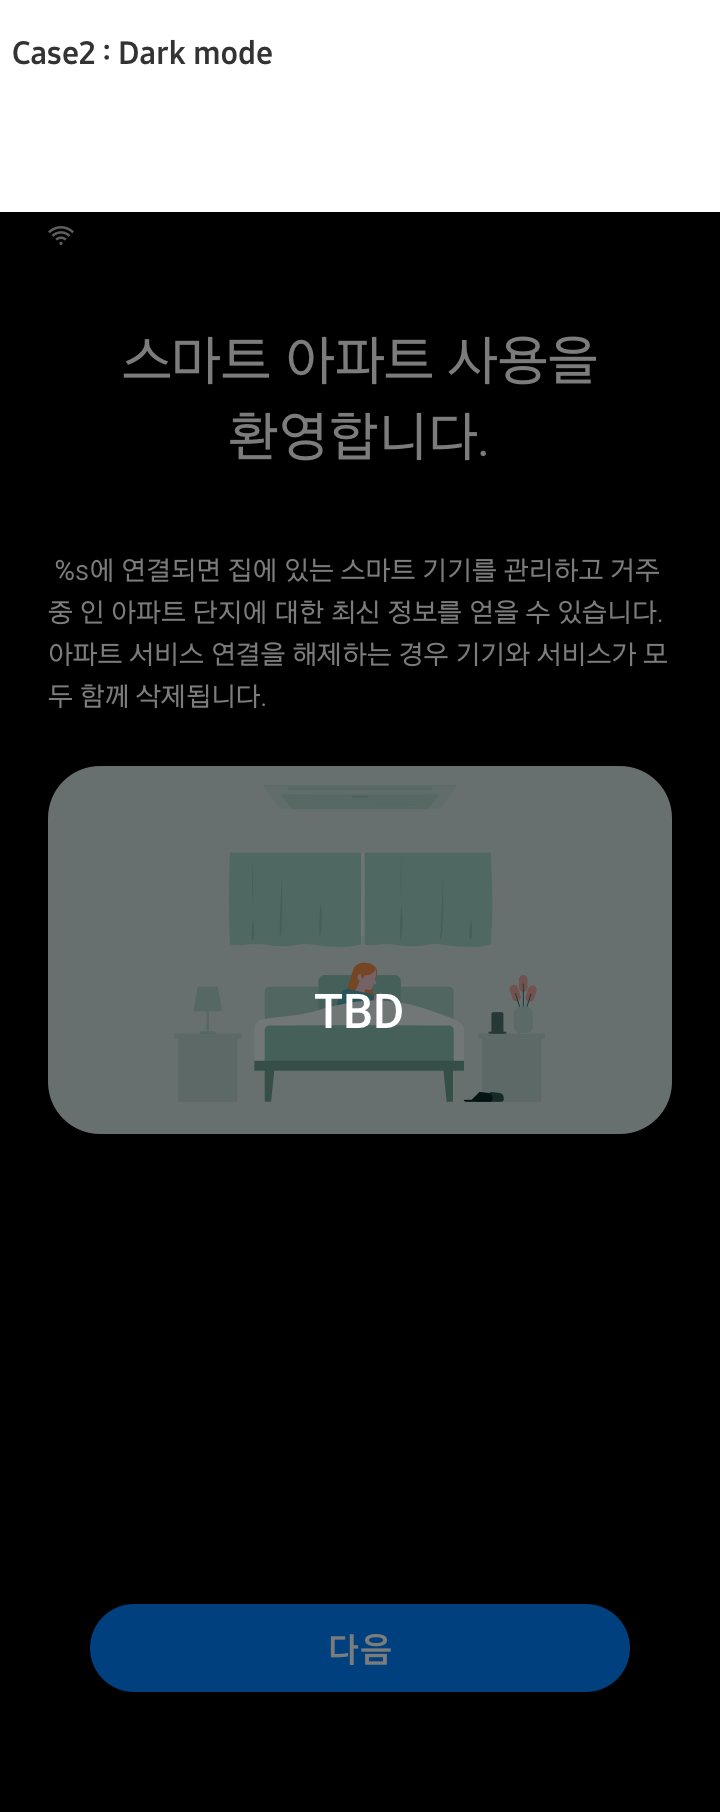 Case2 : Dark mode
스마트 아파트 사용을
환영합니다.
%s에 연결되면 집에 있는 스마트 기기를 관리하고 거주
중 인 아파트 단지에 대한 최신 정보를 얻을 수 있습니다.
아파트 서비스 연결을 해제하는 경우 기기와 서비스가 모
두 함께 삭제됩니다.
TBD
다음